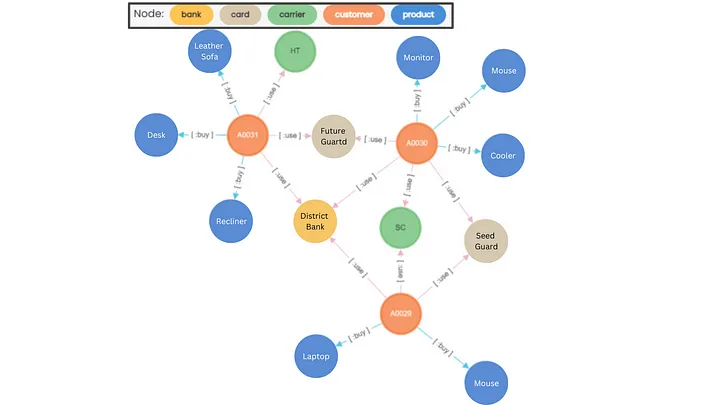 Node: bank card carrier customer product
Leather
Sofa
HT
Monitor
Mouse
[ :buy ]
[ :use ]
[ :buy ]
[ :buy ]
Desk
[ :buy ]
A0031
[ :use ]
Future
Guartd
[ :use ]
A0030
[ :buy ]
Cooler
[ :buy ]
[ :use ]
[ :use ]
[ :use ]
[ :use ]
Recliner
District
Bank
SC
Seed
Guard
[ :use ]
[ :use ]
[ :use ]
A0029
[ :buy ]
[ :buy ]
Laptop
Mouse